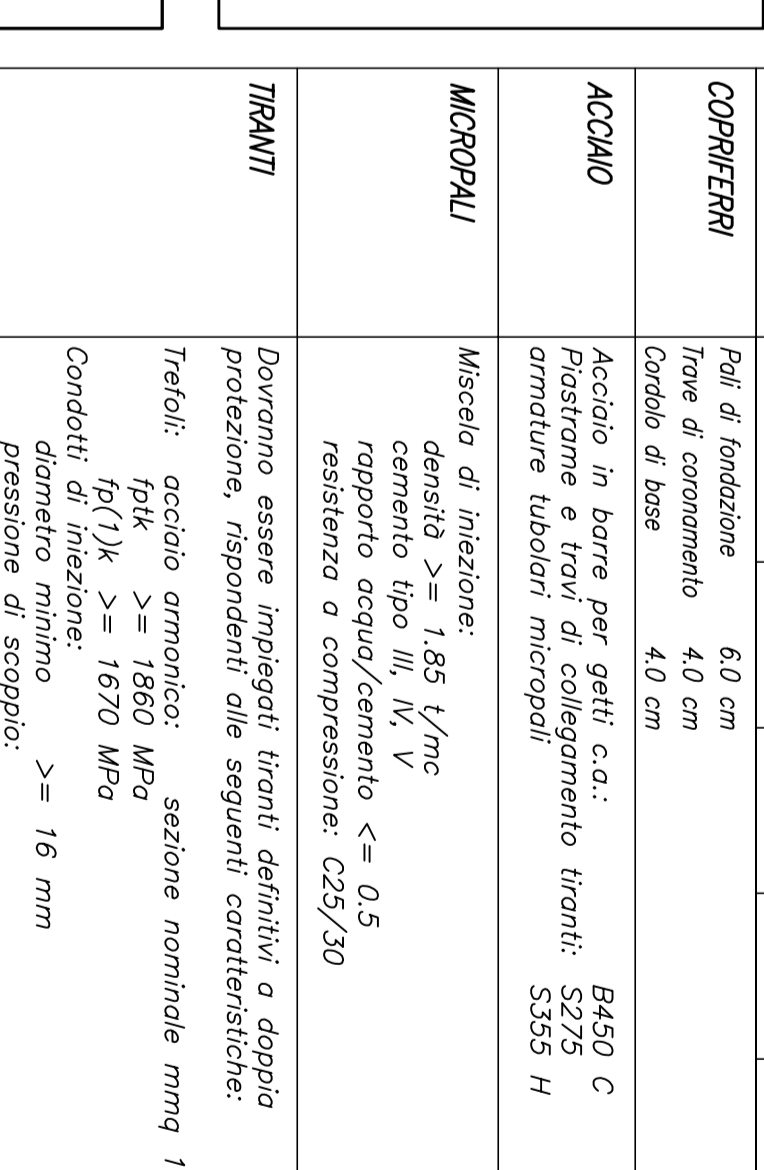 COPRIFERRI
Pali di fondazione 6.0 cm
Trave di coronamento 4.0 cm
Cordolo di base 4.0 cm
ACCIAIO
Acciaio in barre per getti c.a.: B450 C
Piastrame e travi di collegamento tiranti: S275
armature tubolari micropali S355 H
MICROPALI
Miscela di iniezione:
densità >= 1.85 t/mc
cemento tipo III, IV, V
rapporto acqua/cemento <= 0.5
resistenza a compressione: C25/30
TIRANTI
Dovranno essere impiegati tiranti definitivi a doppia
protezione, rispondenti alle seguenti caratteristiche:
Trefoli: acciaio armonico: sezione nominale mmq 1
fptk >= 1860 MPa
fp(1)k >= 1670 MPa
Condotti di iniezione:
diametro minimo >= 16 mm
pressione di scoppio: